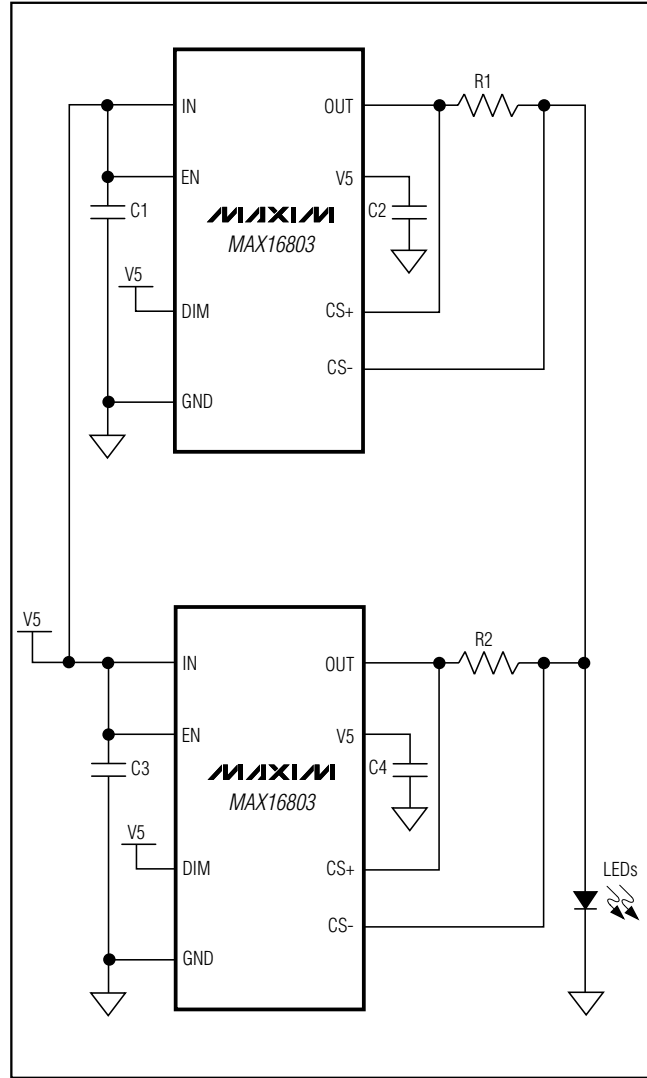 IN
OUT
R1
EN
V5
C1
C2
MAXIM
MAX16803
V5
DIM
CS+
CS-
GND
V5
IN
OUT
R2
EN
V5
C3
C4
MAXIM
MAX16803
V5
DIM
CS+
CS-
LEDs
GND